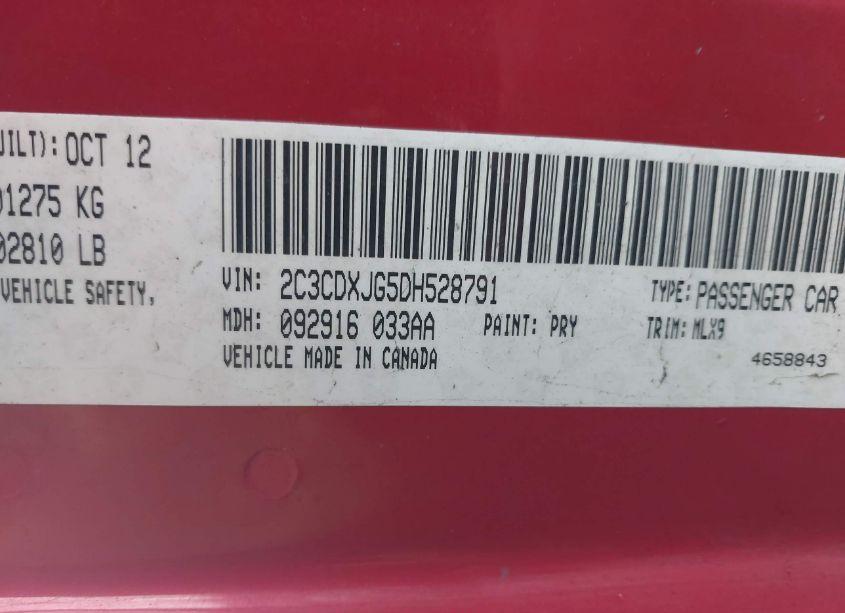 UILT): OCT 12
01275 KG
02810 LB
VEHICLE SAFETY,
VIN: 2C3CDXJG5DH528791 TYPE: PASSENGER CAR
MDH: 092916 033AA PAINT: PRY TRIM: MLX9
VEHICLE MADE IN CANADA 4658843